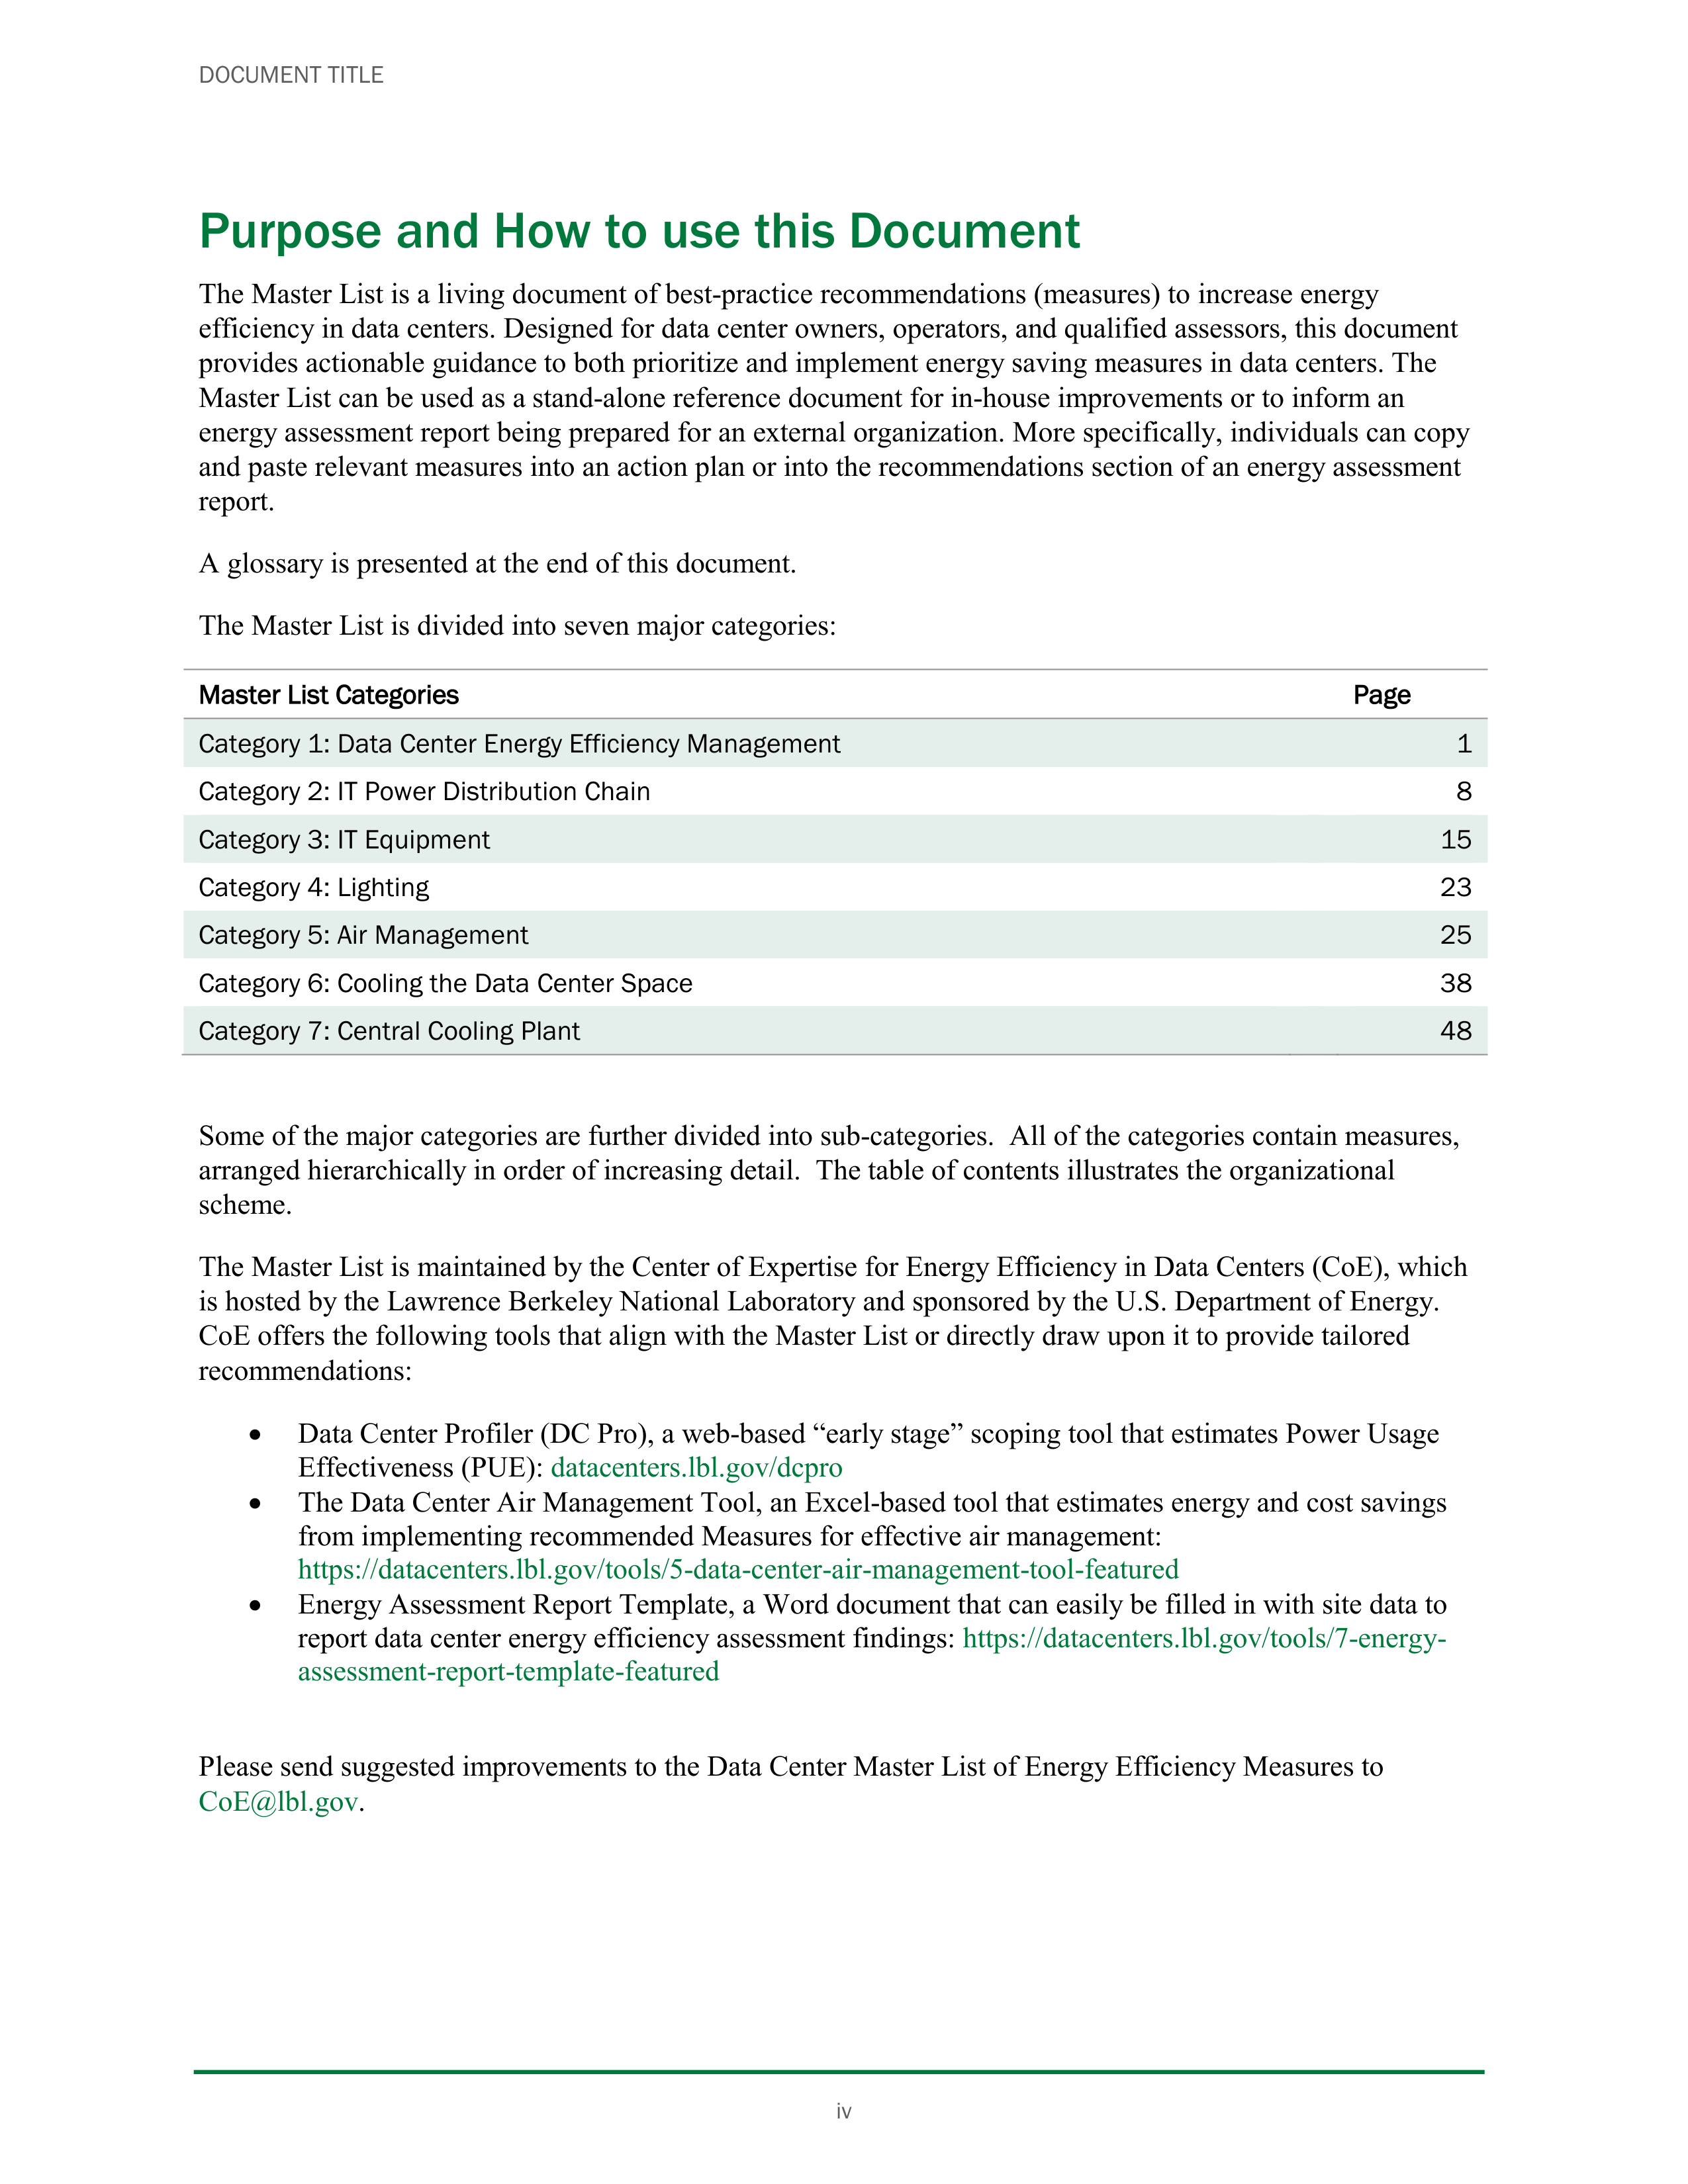 DOCUMENT TITLE
Purpose and How to use this Document
The Master List is a living document of best-practice recommendations (measures) to increase energy
efficiency in data centers. Designed for data center owners, operators, and qualified assessors, this document
provides actionable guidance to both prioritize and implement energy saving measures in data centers. The
Master List can be used as a stand-alone reference document for in-house improvements or to inform an
energy assessment report being prepared for an external organization. More specifically, individuals can copy
and paste relevant measures into an action plan or into the recommendations section of an energy assessment
report.
A glossary is presented at the end of this document.
The Master List is divided into seven major categories:
Master List Categories Page
Category 1: Data Center Energy Efficiency Management 1
Category 2: IT Power Distribution Chain 8
Category 3: IT Equipment 15
Category 4: Lighting 23
Category 5: Air Management 25
Category 6: Cooling the Data Center Space 38
Category 7: Central Cooling Plant 48
Some of the major categories are further divided into sub-categories.  All of the categories contain measures,
arranged hierarchically in order of increasing detail.  The table of contents illustrates the organizational
scheme.
The Master List is maintained by the Center of Expertise for Energy Efficiency in Data Centers (CoE), which
is hosted by the Lawrence Berkeley National Laboratory and sponsored by the U.S. Department of Energy.
CoE offers the following tools that align with the Master List or directly draw upon it to provide tailored
recommendations:
• Data Center Profiler (DC Pro), a web-based “early stage” scoping tool that estimates Power Usage
Effectiveness (PUE): datacenters.lbl.gov/dcpro
• The Data Center Air Management Tool, an Excel-based tool that estimates energy and cost savings
from implementing recommended Measures for effective air management:
https://datacenters.lbl.gov/tools/5-data-center-air-management-tool-featured
• Energy Assessment Report Template, a Word document that can easily be filled in with site data to
report data center energy efficiency assessment findings: https://datacenters.lbl.gov/tools/7-energy-
assessment-report-template-featured
Please send suggested improvements to the Data Center Master List of Energy Efficiency Measures to
CoE@lbl.gov.
iv